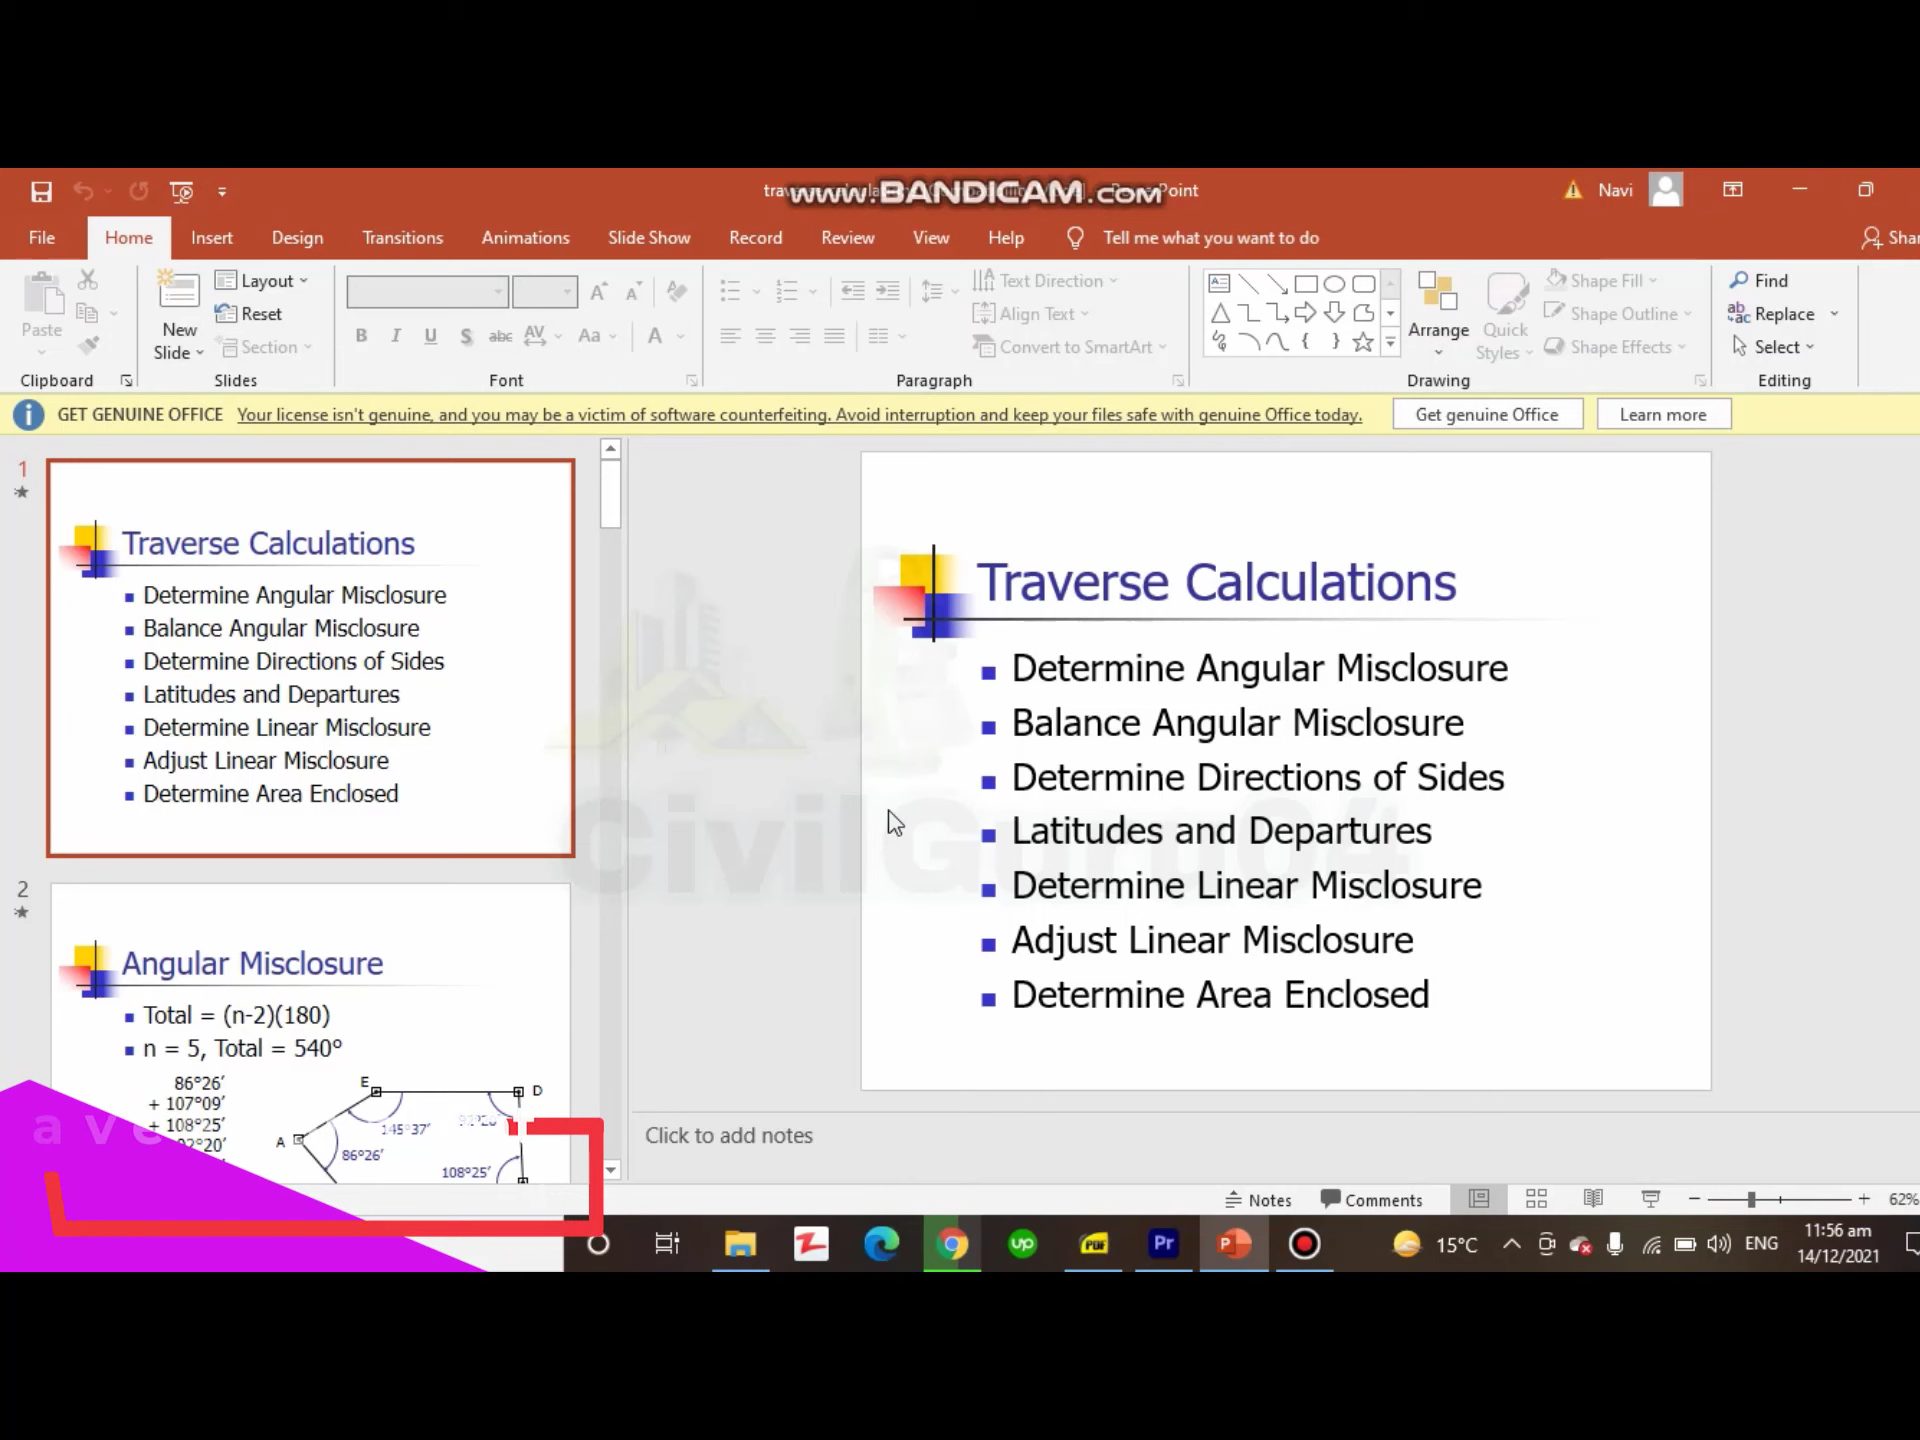 www.BANDICAM.com
Point
Navi
File Home Insert Design Transitions Animations Slide Show Record Review View Help Tell me what you want to do
Paste
New
Slide
Layout
Reset
Section
B I U S abc AV Aa A
Text Direction
Align Text
Convert to SmartArt
Arrange
Quick
Styles
Shape Fill
Shape Outline
Shape Effects
Find
Replace
Select
Clipboard Slides Font Paragraph Drawing Editing
GET GENUINE OFFICE Your license isn't genuine, and you may be a victim of software counterfeiting. Avoid interruption and keep your files safe with genuine Office today. Get genuine Office Learn more
1
Traverse Calculations
Determine Angular Misclosure
Balance Angular Misclosure
Determine Directions of Sides
Latitudes and Departures
Determine Linear Misclosure
Adjust Linear Misclosure
Determine Area Enclosed
2
Angular Misclosure
Total = (n-2)(180)
n = 5, Total = 540°
86°26'
+ 107°09'
+ 108°25'
E
D
A
145°37'
86°26'
108°25'
a v e
Traverse Calculations
Determine Angular Misclosure
Balance Angular Misclosure
Determine Directions of Sides
Latitudes and Departures
Determine Linear Misclosure
Adjust Linear Misclosure
Determine Area Enclosed
CivilGuru04
Click to add notes
Notes Comments 62%
up PDF Pr P 15°C ENG
11:56 am
14/12/2021